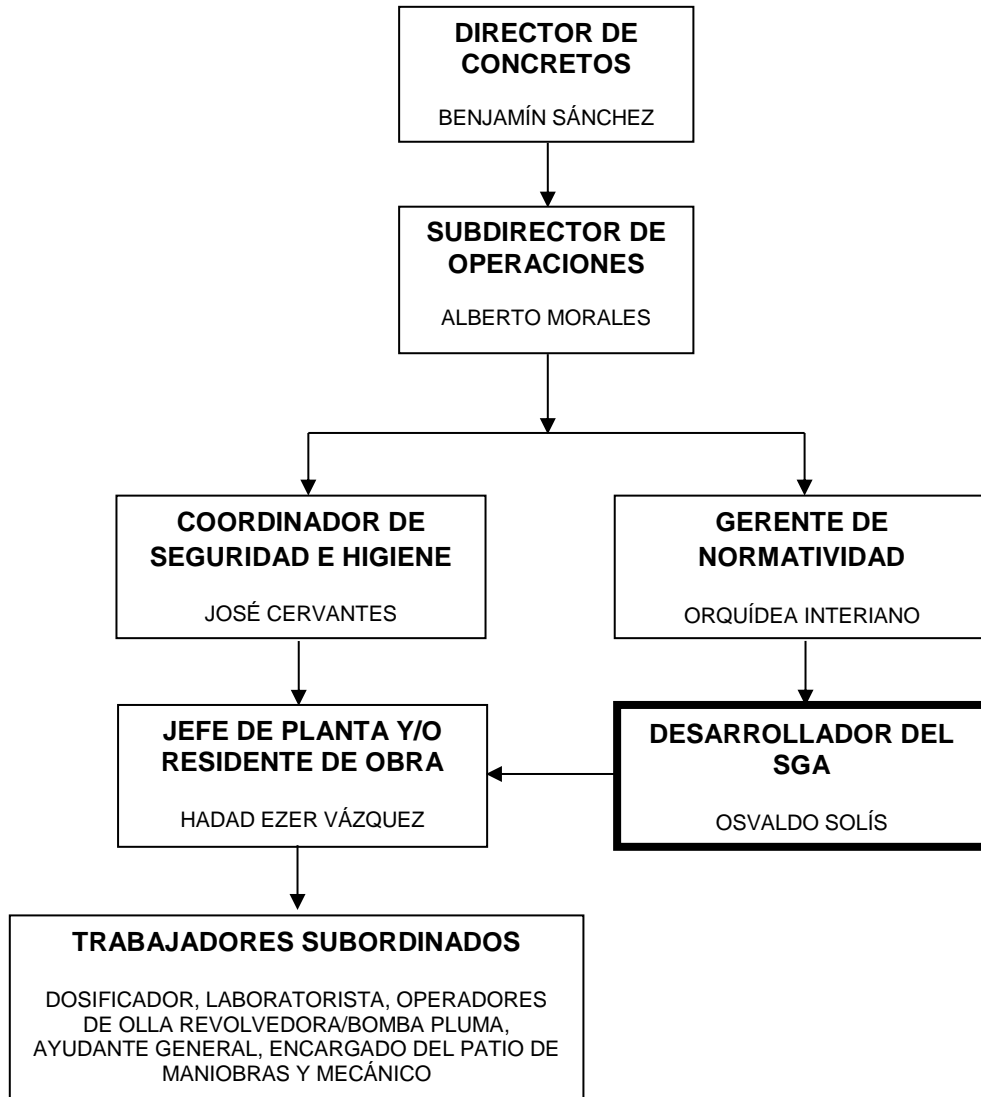 DIRECTOR DE
CONCRETOS
BENJAMÍN SÁNCHEZ
SUBDIRECTOR DE
OPERACIONES
ALBERTO MORALES
COORDINADOR DE
SEGURIDAD E HIGIENE
JOSÉ CERVANTES
GERENTE DE
NORMATIVIDAD
ORQUÍDEA INTERIANO
JEFE DE PLANTA Y/O
RESIDENTE DE OBRA
HADAD EZER VÁZQUEZ
DESARROLLADOR DEL
SGA
OSVALDO SOLÍS
TRABAJADORES SUBORDINADOS
DOSIFICADOR, LABORATORISTA, OPERADORES
DE OLLA REVOLVEDORA/BOMBA PLUMA,
AYUDANTE GENERAL, ENCARGADO DEL PATIO DE
MANIOBRAS Y MECÁNICO